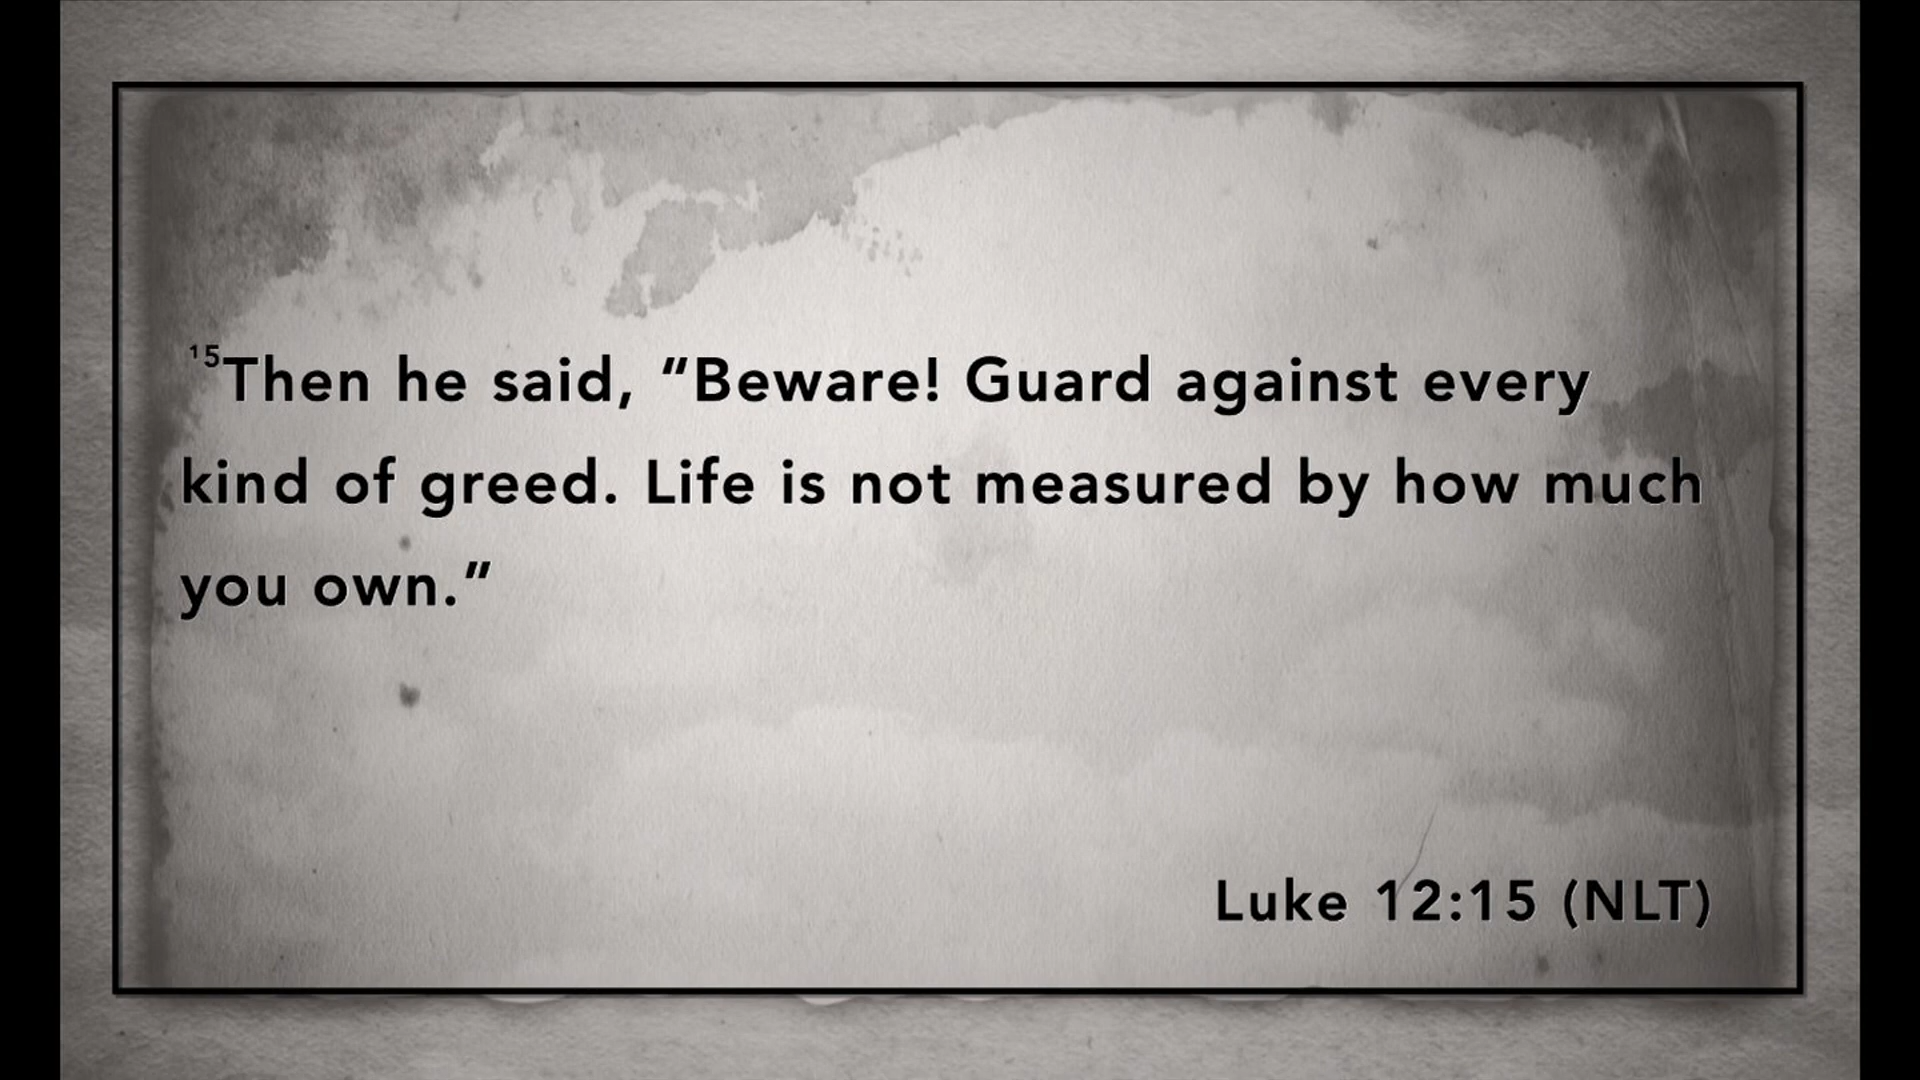 ¹⁵Then he said, “Beware! Guard against every
kind of greed. Life is not measured by how much
you own.”
Luke 12:15 (NLT)